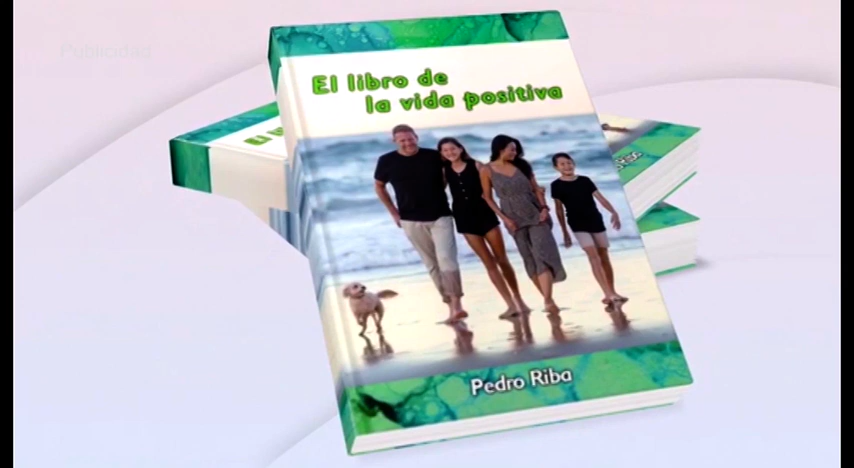 Publicidad
El libro de
la vida positiva
Pedro Riba